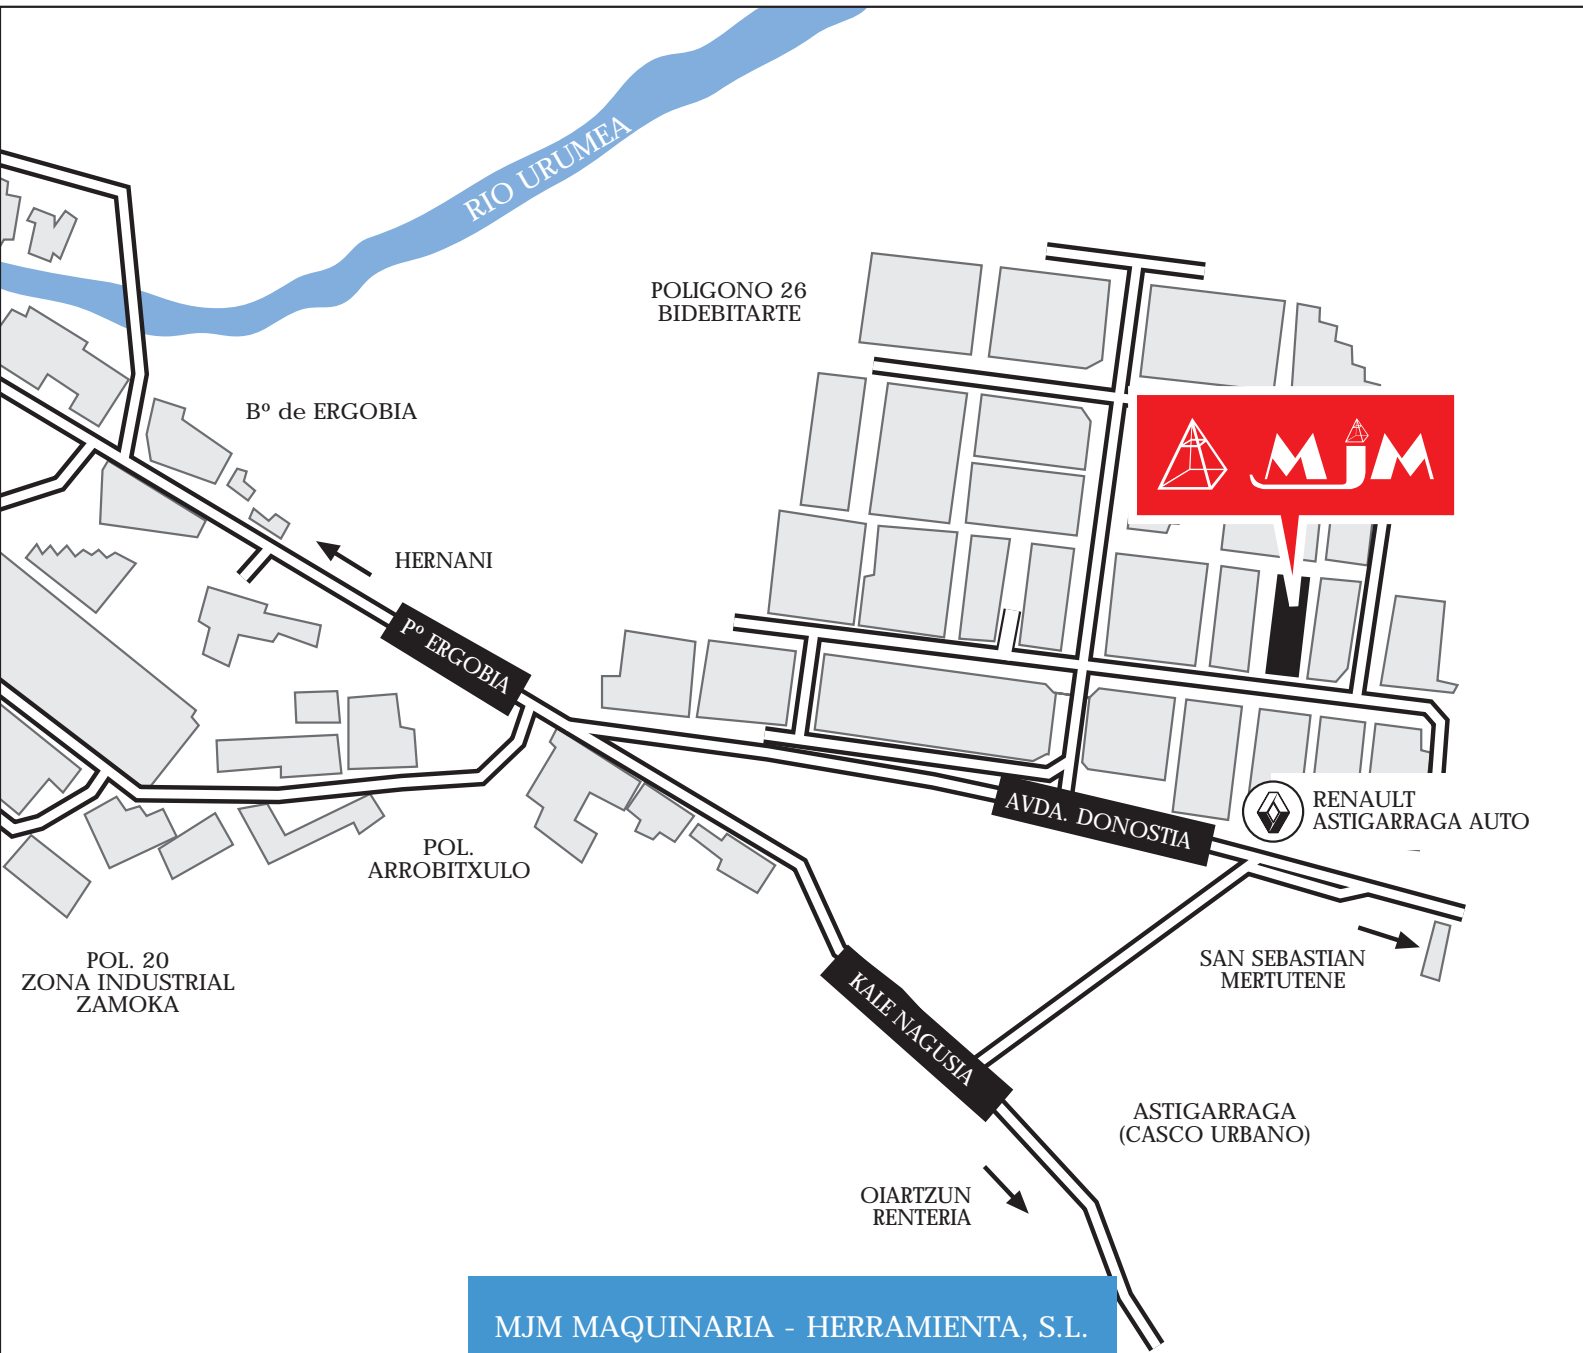 RIO URUMEA
POLIGONO 26
BIDEBITARTE
Bº de ERGOBIA
MJM
HERNANI
Pº ERGOBIA
AVDA. DONOSTIA
RENAULT
ASTIGARRAGA AUTO
POL.
ARROBITXULO
POL. 20
ZONA INDUSTRIAL
ZAMOKA
SAN SEBASTIAN
MERTUTENE
KALE NAGUSIA
ASTIGARRAGA
(CASCO URBANO)
OIARTZUN
RENTERIA
MJM MAQUINARIA - HERRAMIENTA, S.L.